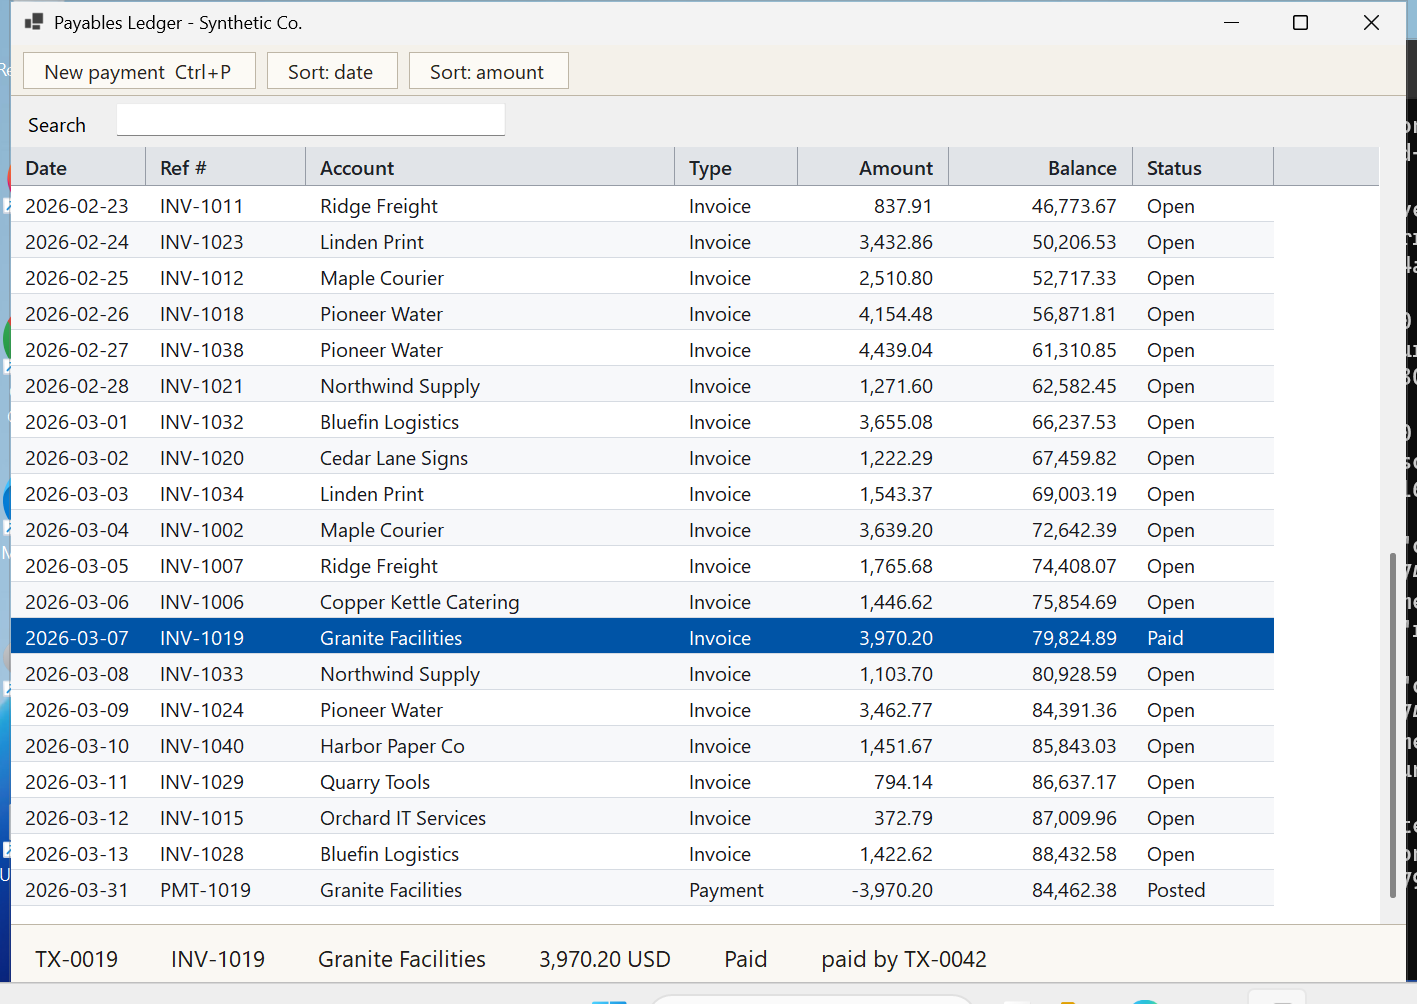 Payables Ledger - Synthetic Co.
New payment Ctrl+P Sort: date Sort: amount
Search
Date Ref # Account Type Amount Balance Status
2026-02-23 INV-1011 Ridge Freight Invoice 837.91 46,773.67 Open
2026-02-24 INV-1023 Linden Print Invoice 3,432.86 50,206.53 Open
2026-02-25 INV-1012 Maple Courier Invoice 2,510.80 52,717.33 Open
2026-02-26 INV-1018 Pioneer Water Invoice 4,154.48 56,871.81 Open
2026-02-27 INV-1038 Pioneer Water Invoice 4,439.04 61,310.85 Open
2026-02-28 INV-1021 Northwind Supply Invoice 1,271.60 62,582.45 Open
2026-03-01 INV-1032 Bluefin Logistics Invoice 3,655.08 66,237.53 Open
2026-03-02 INV-1020 Cedar Lane Signs Invoice 1,222.29 67,459.82 Open
2026-03-03 INV-1034 Linden Print Invoice 1,543.37 69,003.19 Open
2026-03-04 INV-1002 Maple Courier Invoice 3,639.20 72,642.39 Open
2026-03-05 INV-1007 Ridge Freight Invoice 1,765.68 74,408.07 Open
2026-03-06 INV-1006 Copper Kettle Catering Invoice 1,446.62 75,854.69 Open
2026-03-07 INV-1019 Granite Facilities Invoice 3,970.20 79,824.89 Paid
2026-03-08 INV-1033 Northwind Supply Invoice 1,103.70 80,928.59 Open
2026-03-09 INV-1024 Pioneer Water Invoice 3,462.77 84,391.36 Open
2026-03-10 INV-1040 Harbor Paper Co Invoice 1,451.67 85,843.03 Open
2026-03-11 INV-1029 Quarry Tools Invoice 794.14 86,637.17 Open
2026-03-12 INV-1015 Orchard IT Services Invoice 372.79 87,009.96 Open
2026-03-13 INV-1028 Bluefin Logistics Invoice 1,422.62 88,432.58 Open
2026-03-31 PMT-1019 Granite Facilities Payment -3,970.20 84,462.38 Posted
TX-0019 INV-1019 Granite Facilities 3,970.20 USD Paid paid by TX-0042